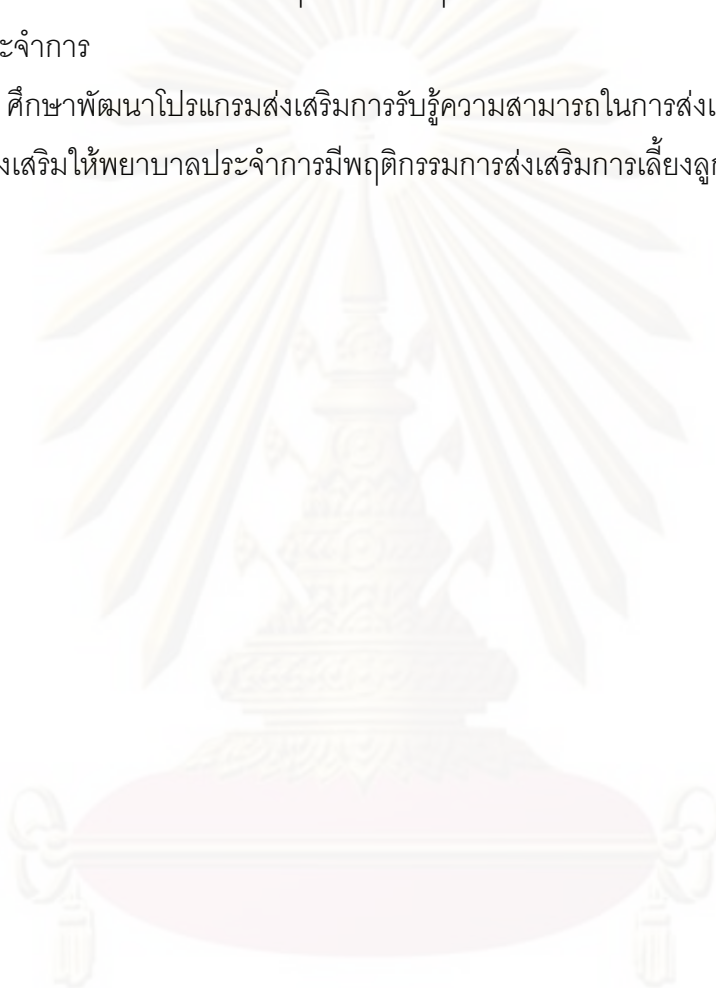 ะจำการ
ศึกษาพัฒนาโปรแกรมส่งเสริมการรับรู้ความสามารถในการส่งเ
งเสริมให้พยาบาลประจำการมีพฤติกรรมการส่งเสริมการเลี้ยงลูก